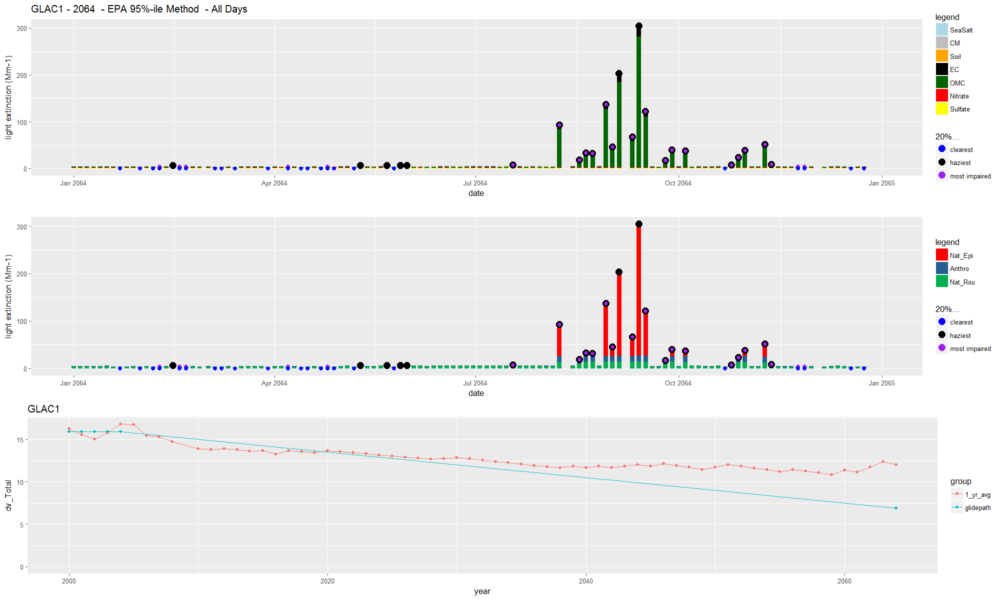 GLAC1 - 2064  - EPA 95%-ile Method  - All Days
light extinction (Mm-1)
300
200
100
0
Jan 2064
Apr 2064
Jul 2064
Oct 2064
Jan 2065
date
legend
SeaSalt
CM
Soil
EC
OMC
Nitrate
Sulfate
20%...
clearest
haziest
most impaired
light extinction (Mm-1)
300
200
100
0
Jan 2064
Apr 2064
Jul 2064
Oct 2064
Jan 2065
date
legend
Nat_Epi
Anthro
Nat_Rou
20%...
clearest
haziest
most impaired
GLAC1
dv_Total
15
10
5
0
2000
2020
2040
2060
year
group
1_yr_avg
glidepath